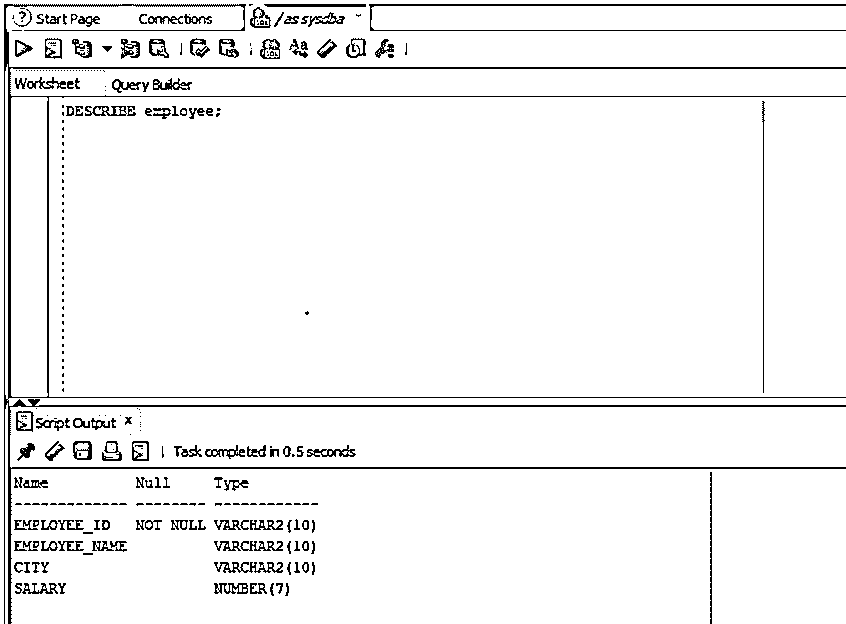 Start Page Connections / as sysdba
Worksheet Query Builder
DESCRIBE employee;
Script Output x
Task completed in 0.5 seconds
Name Null Type
------------- -------- ------------
EMPLOYEE_ID NOT NULL VARCHAR2(10)
EMPLOYEE_NAME VARCHAR2(10)
CITY VARCHAR2(10)
SALARY NUMBER(7)